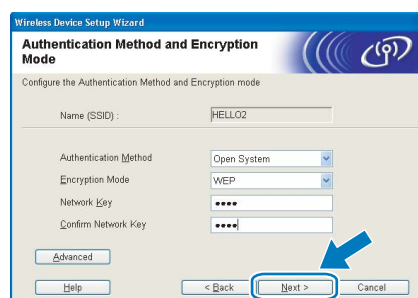 Wireless Device Setup Wizard
Authentication Method and Encryption
Mode
Configure the Authentication Method and Encryption mode
Name (SSID) : HELLO2
Authentication Method Open System
Encryption Mode WEP
Network Key ••••
Confirm Network Key ••••
Advanced
Help < Back Next > Cancel